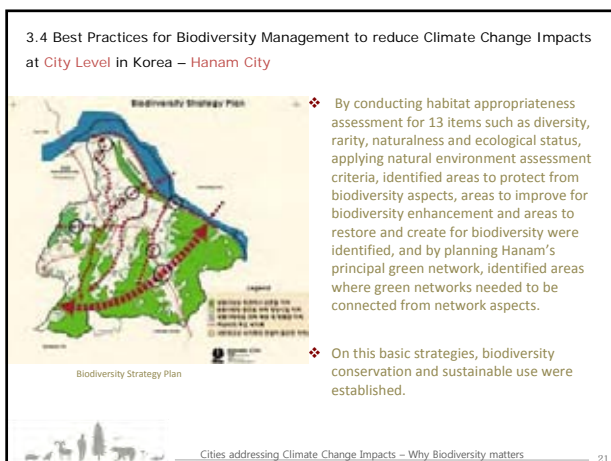 3.4 Best Practices for Biodiversity Management to reduce Climate Change Impacts
at City Level in Korea – Hanam City
Biodiversity Strategy Plan
Legend
Biodiversity Strategy Plan
❖ By conducting habitat appropriateness
assessment for 13 items such as diversity,
rarity, naturalness and ecological status,
applying natural environment assessment
criteria, identified areas to protect from
biodiversity aspects, areas to improve for
biodiversity enhancement and areas to
restore and create for biodiversity were
identified, and by planning Hanam's
principal green network, identified areas
where green networks needed to be
connected from network aspects.
❖ On this basic strategies, biodiversity
conservation and sustainable use were
established.
Cities addressing Climate Change Impacts – Why Biodiversity matters
21